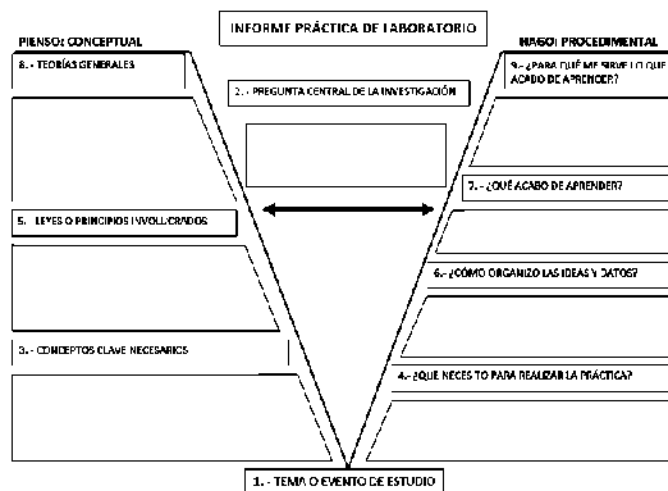 INFORME PRÁCTICA DE LABORATORIO
PIENSO: CONCEPTUAL
HAGO: PROCEDIMENTAL
8. - TEORÍAS GENERALES
9.- ¿PARA QUÉ ME SIRVE LO QUE
ACABO DE APRENDER?
2. - PREGUNTA CENTRAL DE LA INVESTIGACIÓN
7. - ¿QUÉ ACABO DE APRENDER?
5. LEYES O PRINCIPIOS INVOLUCRADOS
6. - ¿CÓMO ORGANIZO LAS IDEAS Y DATOS?
3. - CONCEPTOS CLAVE NECESARIOS
4.- ¿QUE NECESITO PARA REALIZAR LA PRÁCTICA?
1. - TEMA O EVENTO DE ESTUDIO